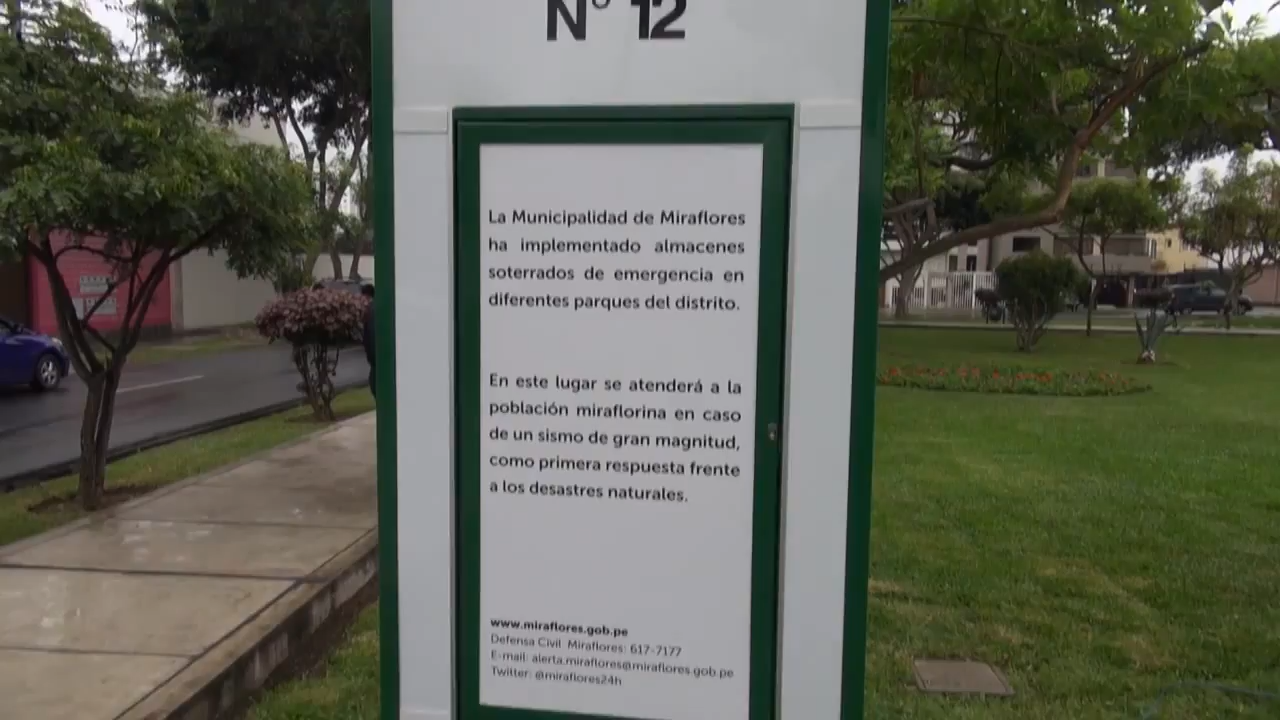 N° 12
La Municipalidad de Miraflores
ha implementado almacenes
soterrados de emergencia en
diferentes parques del distrito.
En este lugar se atenderá a la
población miraflorina en caso
de un sismo de gran magnitud,
como primera respuesta frente
a los desastres naturales.
www.miraflores.gob.pe
Defensa Civil Miraflores: 617-7177
E-mail: alerta.miraflores@miraflores.gob.pe
Twitter: @miraflores24h